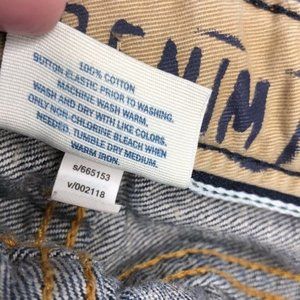 DENIM
100% COTTON
BUTTON ELASTIC PRIOR TO WASHING.
MACHINE WASH WARM.
WASH AND DRY WITH LIKE COLORS.
ONLY NON-CHLORINE BLEACH WHEN
NEEDED. TUMBLE DRY MEDIUM.
WARM IRON.
s/665153
v/002118